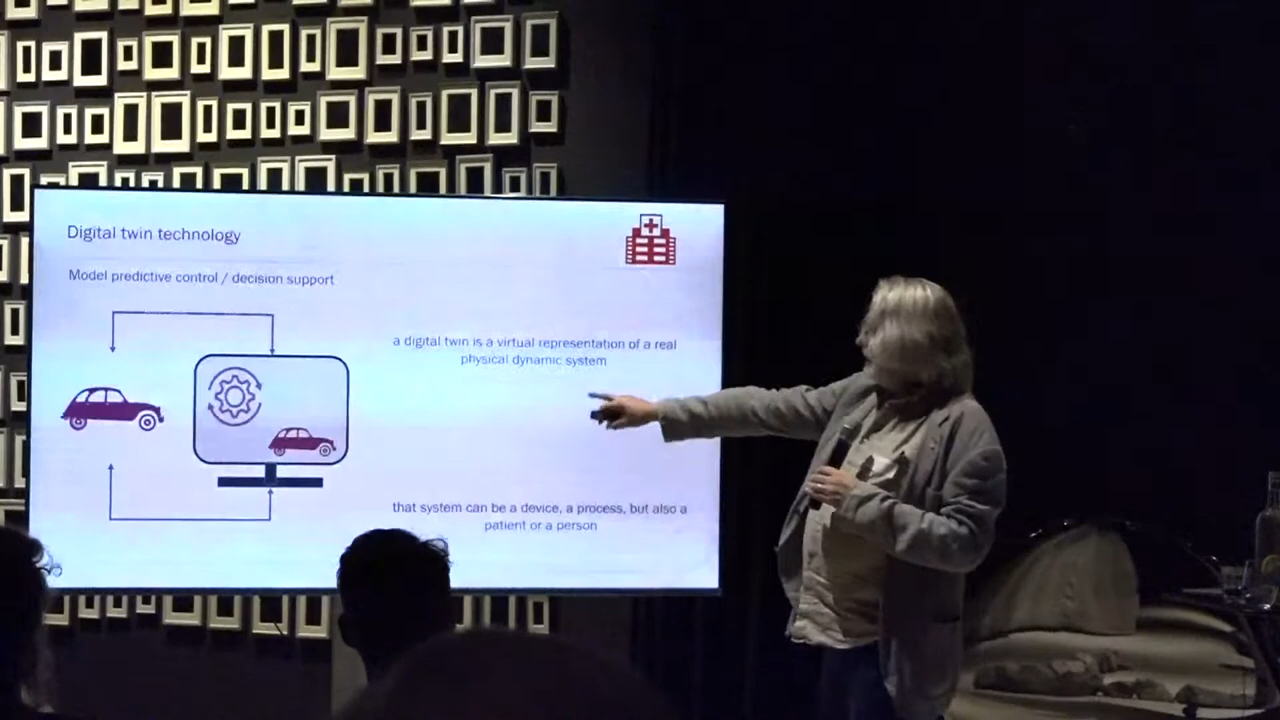 Digital twin technology
Model predictive control / decision support
a digital twin is a virtual representation of a real
physical dynamic system
that system can be a device, a process, but also a
patient or a person